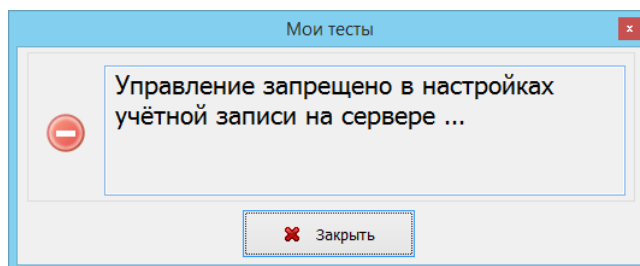 Мои тесты
Управление запрещено в настройках
учётной записи на сервере ...
Закрыть